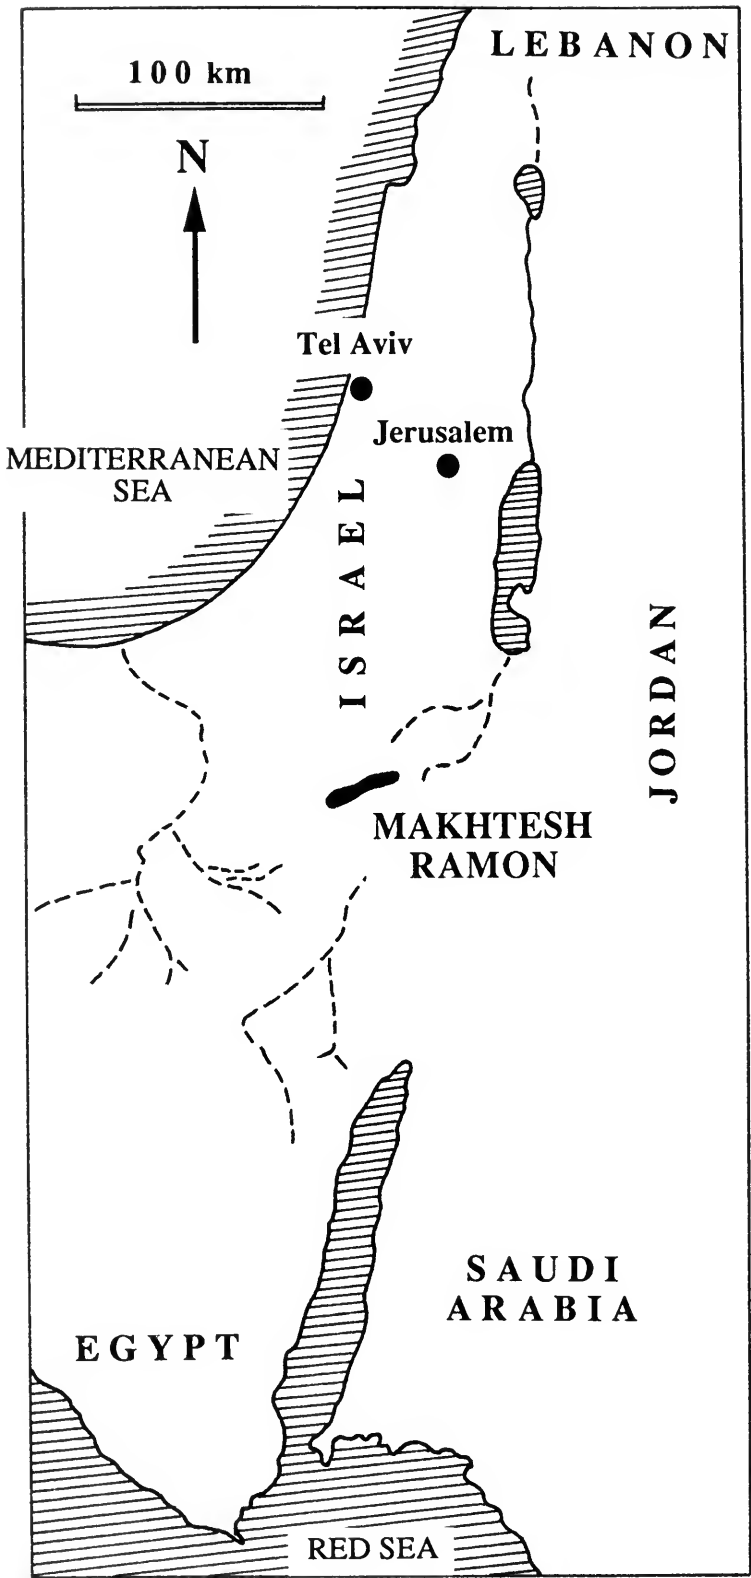 LEBANON
100 km
N
Tel Aviv
Jerusalem
MEDITERRANEAN
SEA
ISRAEL
JORDAN
MAKHTESH
RAMON
SAUDI
ARABIA
EGYPT
RED SEA